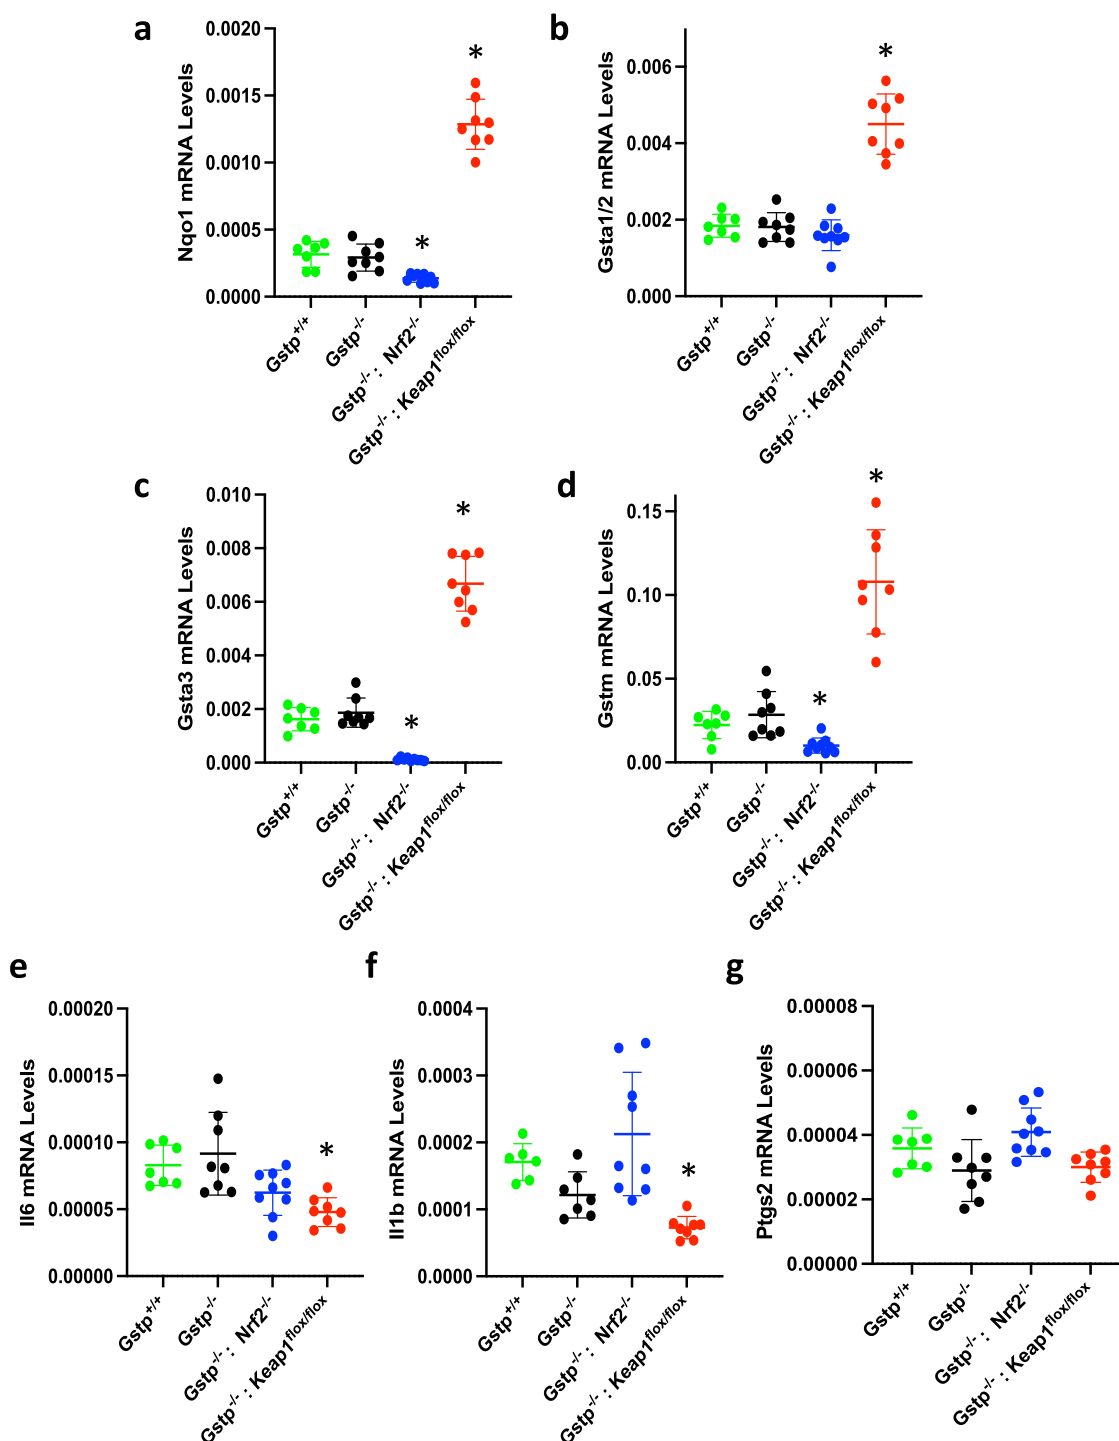 a
Nqo1 mRNA Levels
0.0020
0.0015
0.0010
0.0005
0.0000
*
*
Gstp+/+
Gstp-/-
Gstp-/- : Nrf2-/-
Gstp-/- : Keap1flox/flox
b
Gsta1/2 mRNA Levels
0.006
0.004
0.002
0.000
*
Gstp+/+
Gstp-/-
Gstp-/- : Nrf2-/-
Gstp-/- : Keap1flox/flox
c
Gsta3 mRNA Levels
0.010
0.008
0.006
0.004
0.002
0.000
*
*
Gstp+/+
Gstp-/-
Gstp-/- : Nrf2-/-
Gstp-/- : Keap1flox/flox
d
Gstm mRNA Levels
0.15
0.10
0.05
0.00
*
*
Gstp+/+
Gstp-/-
Gstp-/- : Nrf2-/-
Gstp-/- : Keap1flox/flox
e
Il6 mRNA Levels
0.00020
0.00015
0.00010
0.00005
0.00000
*
Gstp+/+
Gstp-/-
Gstp-/- : Nrf2-/-
Gstp-/- : Keap1flox/flox
f
Il1b mRNA Levels
0.0004
0.0003
0.0002
0.0001
0.0000
*
Gstp+/+
Gstp-/-
Gstp-/- : Nrf2-/-
Gstp-/- : Keap1flox/flox
g
Ptgs2 mRNA Levels
0.00008
0.00006
0.00004
0.00002
0.00000
Gstp+/+
Gstp-/-
Gstp-/- : Nrf2-/-
Gstp-/- : Keap1flox/flox